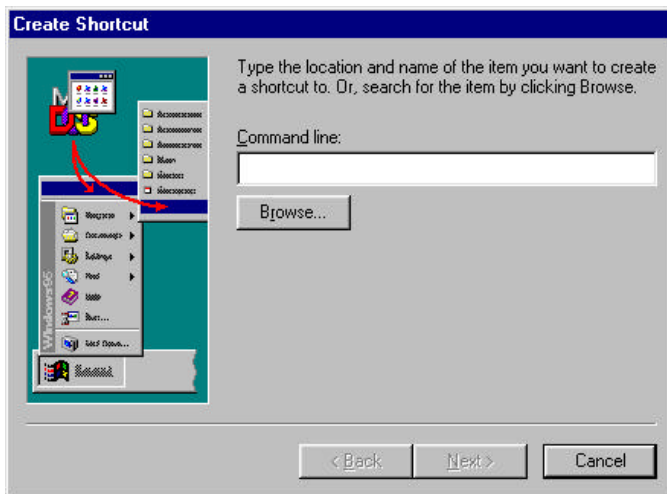 Create Shortcut
Type the location and name of the item you want to create
a shortcut to. Or, search for the item by clicking Browse.
Command line:
Browse...
Windows95
< Back
Next >
Cancel